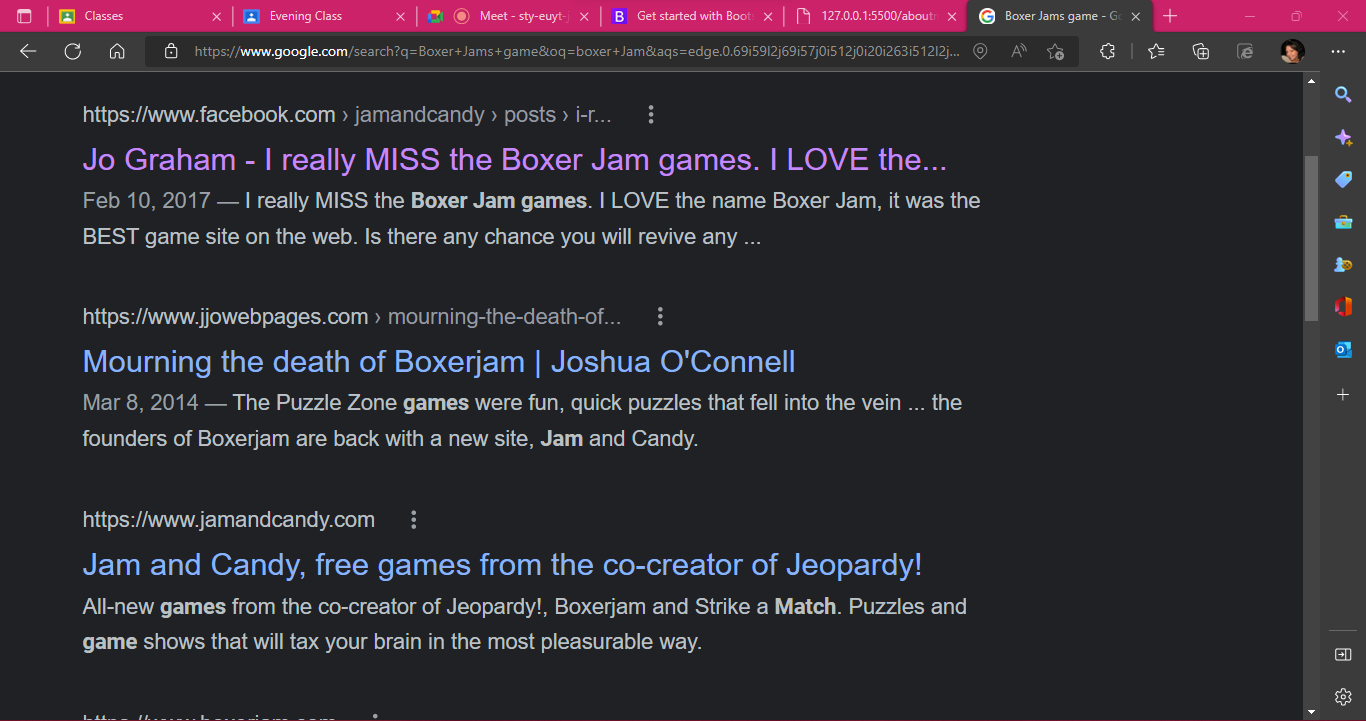 Classes
Evening Class
Meet - sty-euyt-
Get started with Boot
127.0.0.1:5500/about
Boxer Jams game - G
https://www.google.com/search?q=Boxer+Jams+game&oq=boxer+Jam&aqs=edge.0.69i59l2j69i57j0i512j0i20i263i512l2j...
https://www.facebook.com › jamandcandy › posts › i-r...
Jo Graham - I really MISS the Boxer Jam games. I LOVE the...
Feb 10, 2017 — I really MISS the Boxer Jam games. I LOVE the name Boxer Jam, it was the
BEST game site on the web. Is there any chance you will revive any ...
https://www.jjowebpages.com › mourning-the-death-of...
Mourning the death of Boxerjam | Joshua O'Connell
Mar 8, 2014 — The Puzzle Zone games were fun, quick puzzles that fell into the vein ... the
founders of Boxerjam are back with a new site, Jam and Candy.
https://www.jamandcandy.com
Jam and Candy, free games from the co-creator of Jeopardy!
All-new games from the co-creator of Jeopardy!, Boxerjam and Strike a Match. Puzzles and
game shows that will tax your brain in the most pleasurable way.